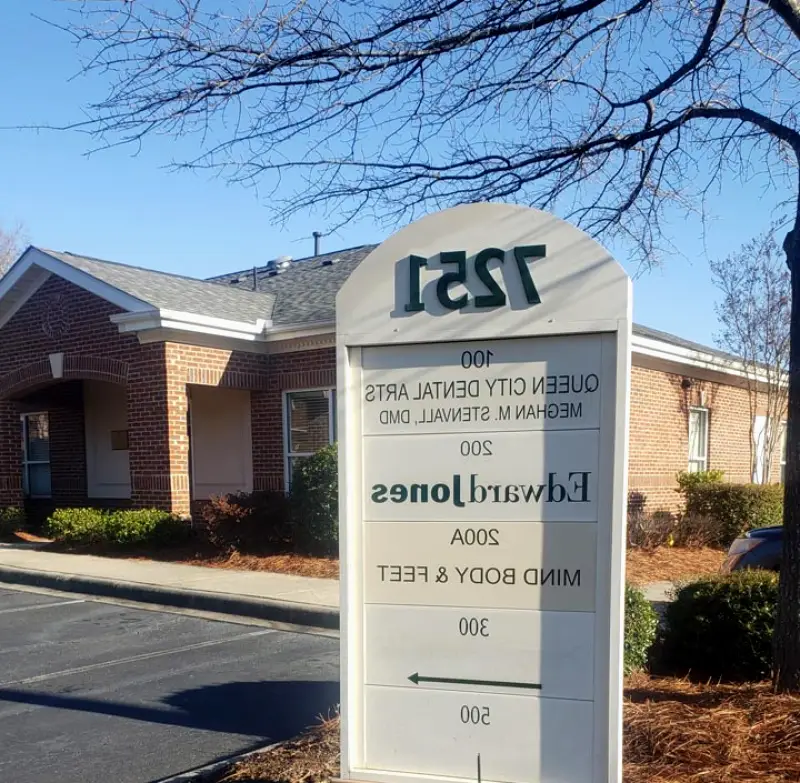 7251
100
QUEEN CITY DENTAL ARTS
MEGHAN M. STENVALL, DMD
200
Edward Jones
200A
MIND BODY & FEET
300
500